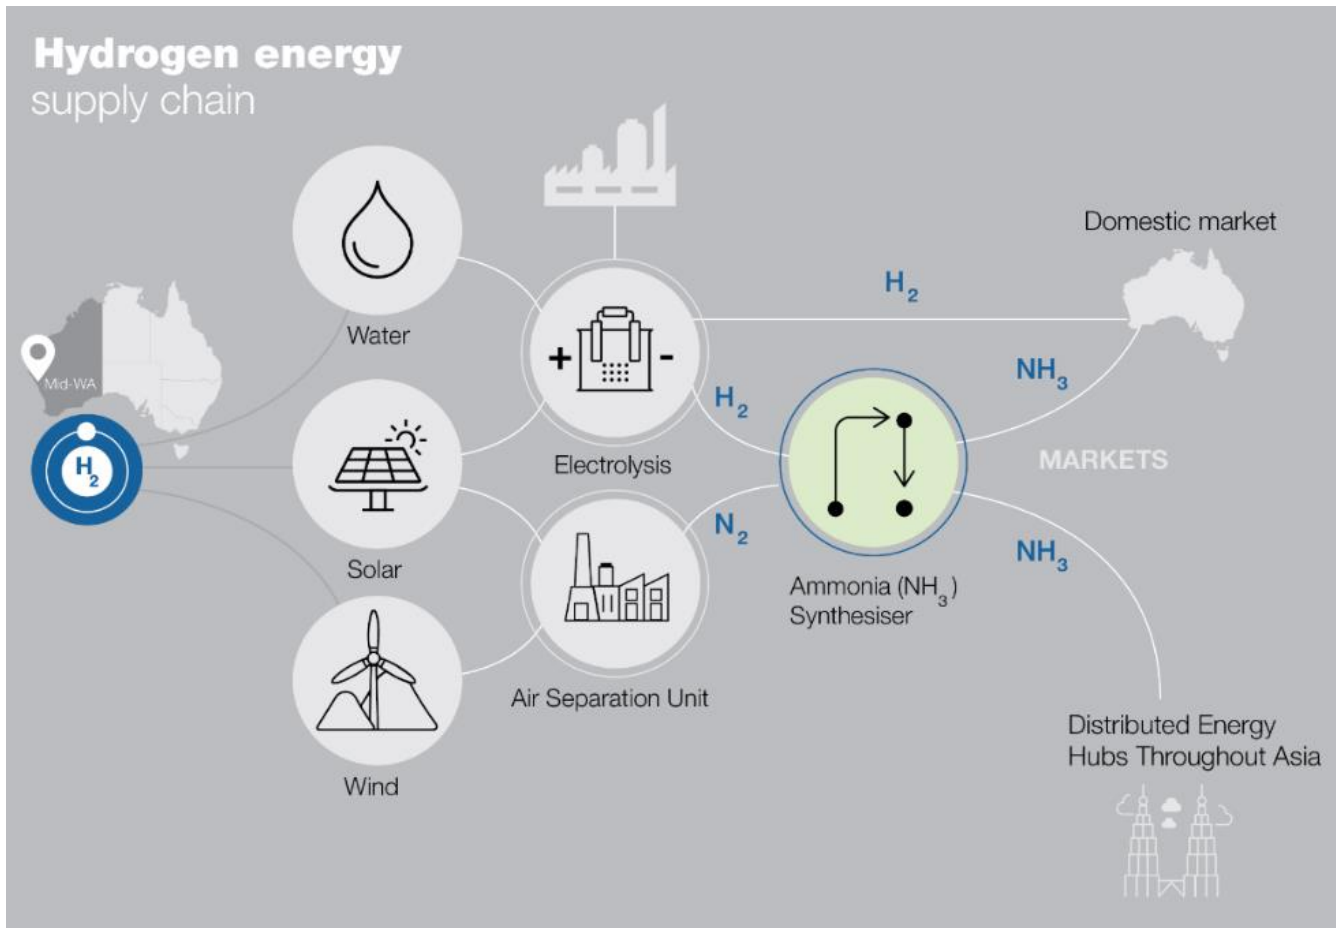 Hydrogen energy
supply chain
Water
Mid-WA
H₂
Solar
Wind
+
-
Electrolysis
Air Separation Unit
H₂
H₂
N₂
Ammonia (NH₃)
Synthesiser
Domestic market
NH₃
MARKETS
NH₃
Distributed Energy
Hubs Throughout Asia